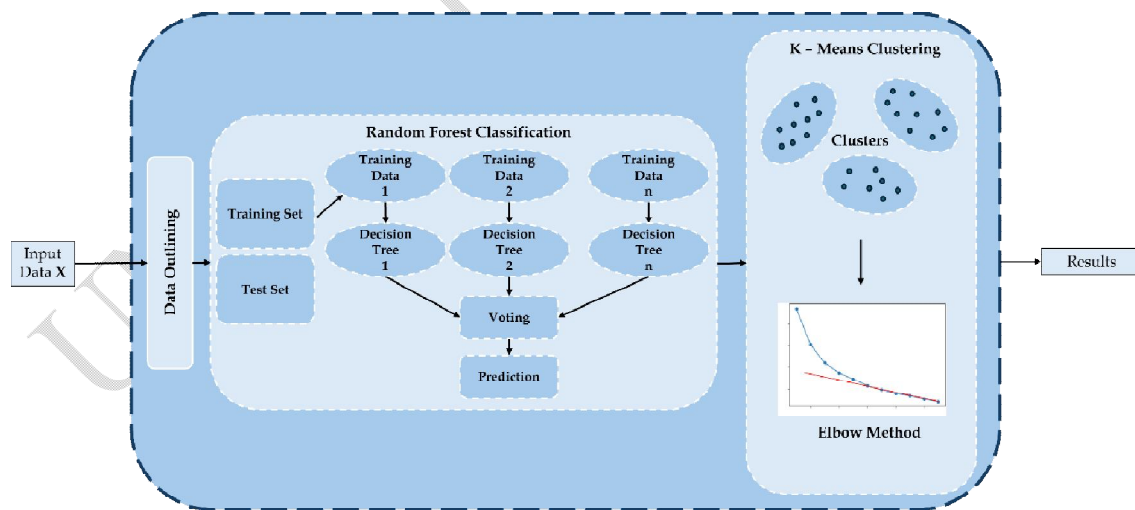 K – Means Clustering
Clusters
Elbow Method
Random Forest Classification
Training
Data
1
Training
Data
2
Training
Data
n
Training Set
Test Set
Decision
Tree
1
Decision
Tree
2
Decision
Tree
n
Voting
Prediction
Data Outlining
Input
Data X
Results